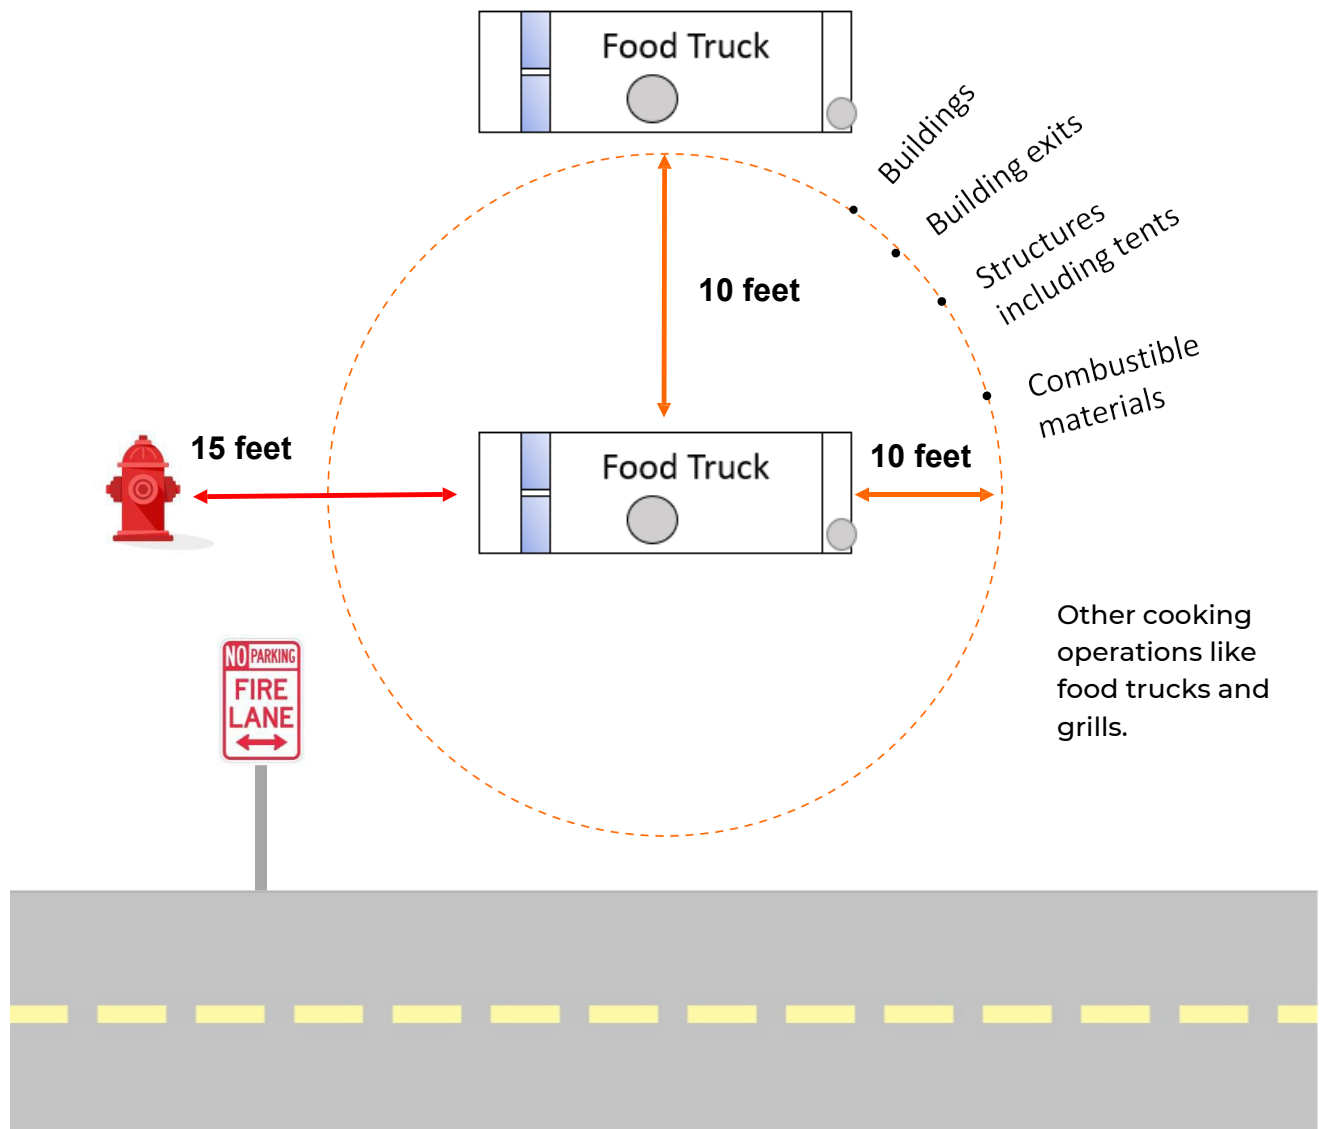 Food Truck
Buildings
Building exits
Structures
including tents
Combustible
materials
10 feet
15 feet
Food Truck
10 feet
Other cooking
operations like
food trucks and
grills.
NO PARKING
FIRE
LANE